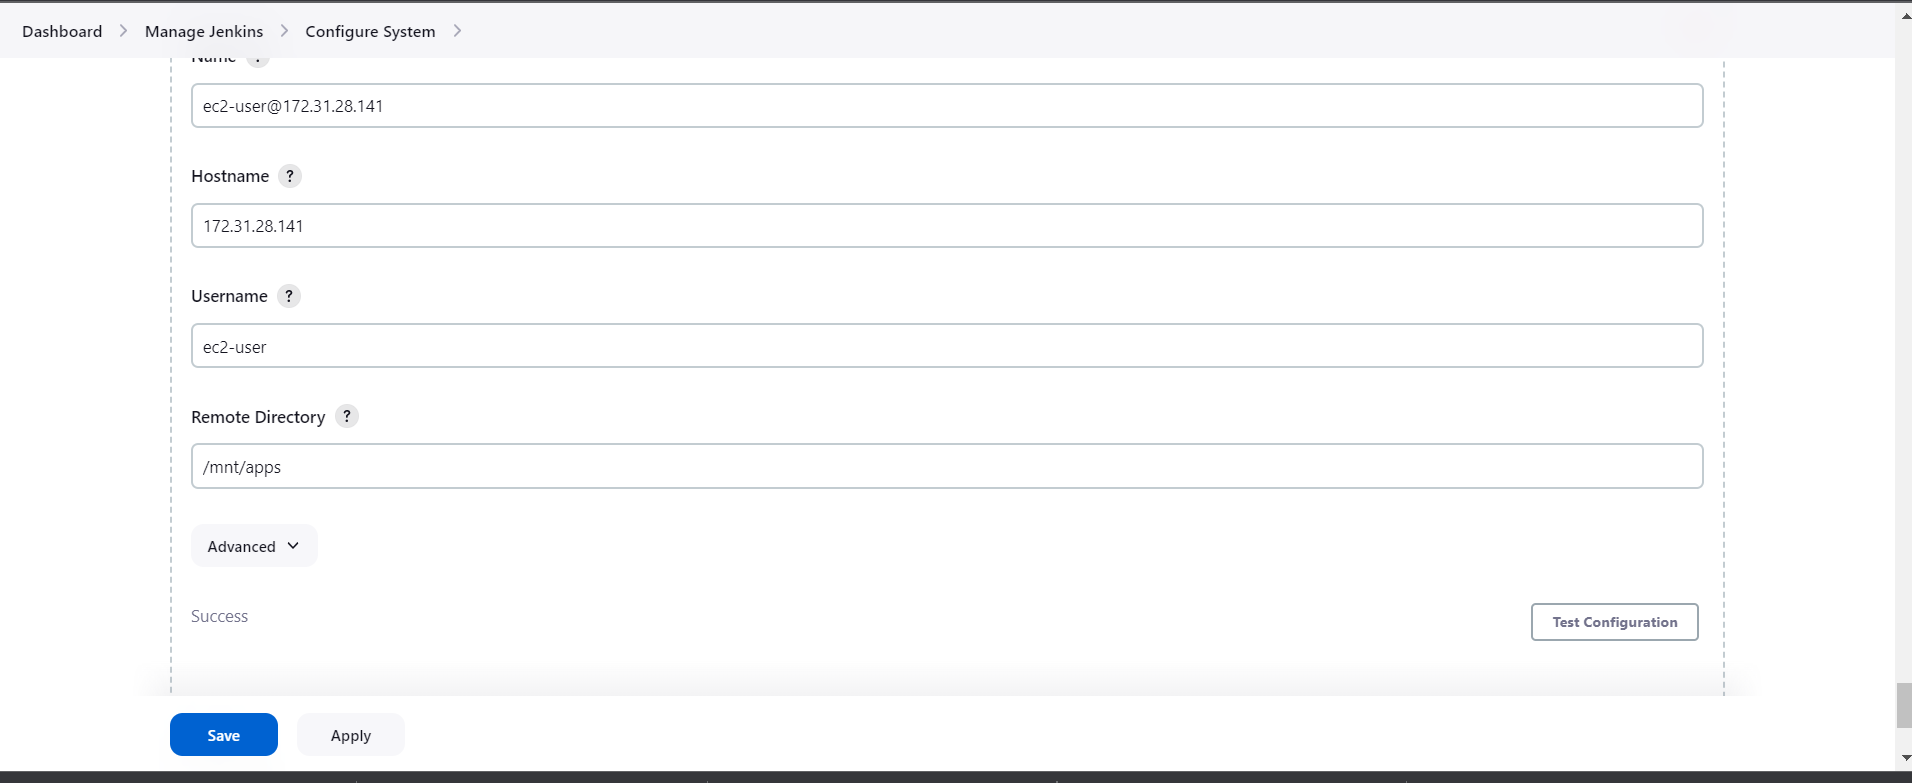 Dashboard Manage Jenkins Configure System
Name ?
ec2-user@172.31.28.141
Hostname ?
172.31.28.141
Username ?
ec2-user
Remote Directory ?
/mnt/apps
Advanced
Success
Test Configuration
Save Apply